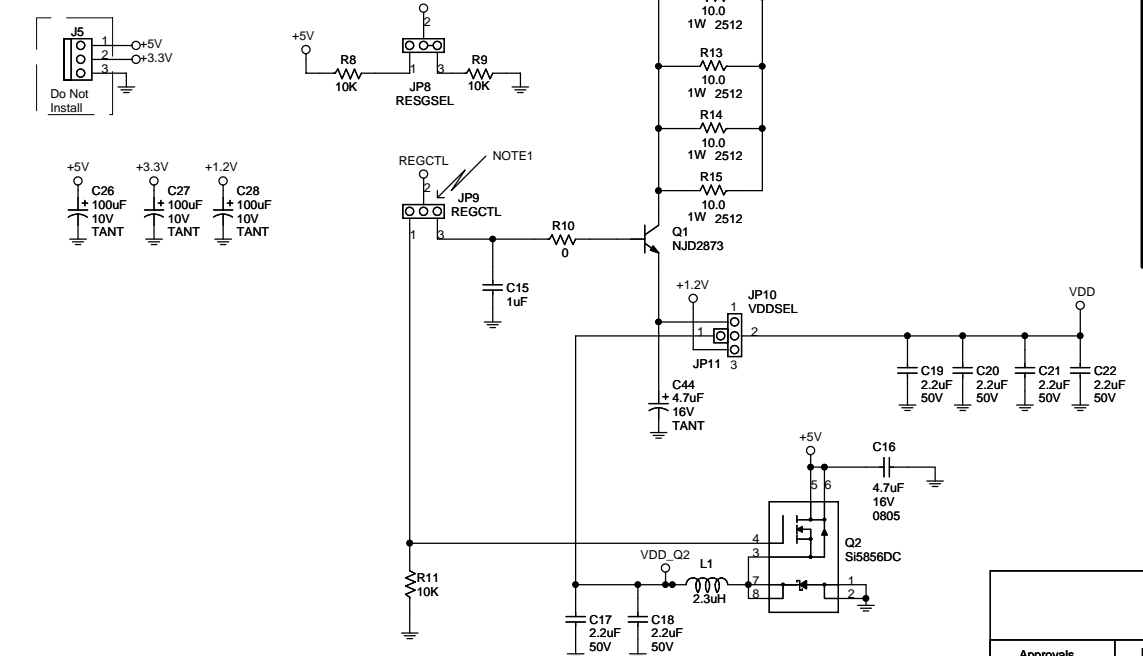 10.0
1W 2512
J5
1 +5V
2 +3.3V
3
Do Not
Install
+5V
2
R8
10K
1
3
R9
10K
JP8
RESGSEL
R13
10.0
1W 2512
R14
10.0
1W 2512
R15
10.0
1W 2512
+5V
C26
100uF
10V
TANT
+3.3V
C27
100uF
10V
TANT
+1.2V
C28
100uF
10V
TANT
REGCTL
NOTE1
2
JP9
REGCTL
1
3
R10
0
C15
1uF
Q1
NJD2873
+1.2V
JP10
VDDSEL
1
1
2
JP11 3
VDD
C44
4.7uF
16V
TANT
C19
2.2uF
50V
C20
2.2uF
50V
C21
2.2uF
50V
C22
2.2uF
50V
+5V
C16
4.7uF
16V
0805
5 6
4
3
7
8
1
2
Q2
Si5856DC
VDD_Q2
L1
2.3uH
R11
10K
C17
2.2uF
50V
C18
2.2uF
50V
Approvals